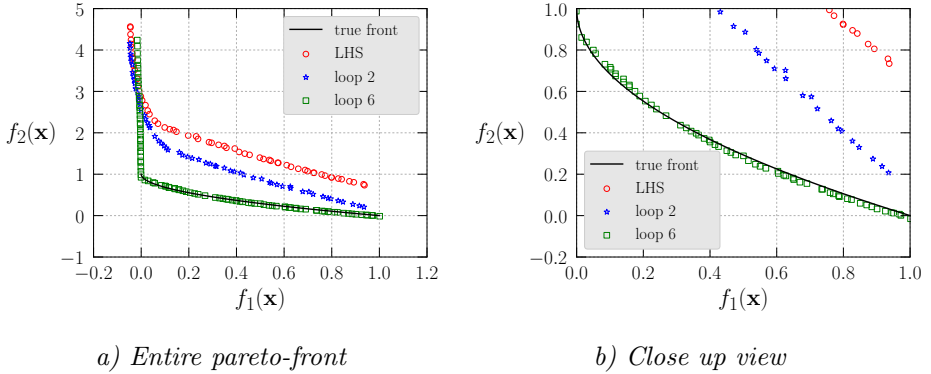 5
4
3
2
1
0
−1
−0.2 0.0 0.2 0.4 0.6 0.8 1.0 1.2
f₁(x)
f₂(x)
true front
LHS
loop 2
loop 6
a) Entire pareto-front
1.0
0.8
0.6
0.4
0.2
0.0
−0.2
0.0 0.2 0.4 0.6 0.8 1.0
f₁(x)
f₂(x)
true front
LHS
loop 2
loop 6
b) Close up view